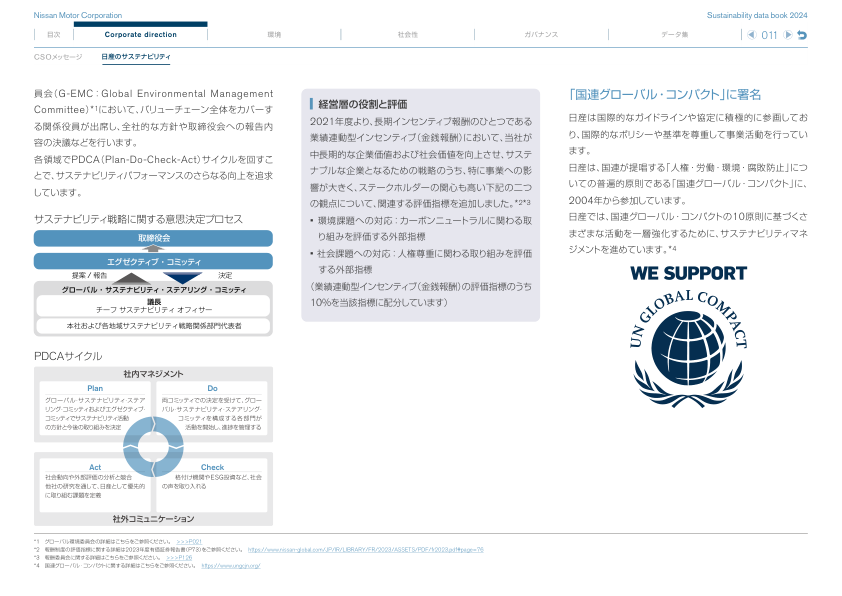 Nissan Motor Corporation
Sustainability data book 2024
目次
Corporate direction
環境
社会性
ガバナンス
データ集
011
CSOメッセージ
日産のサステナビリティ
員会（G-EMC：Global Environmental Management
Committee）*1において、バリューチェーン全体をカバーす
る関係役員が出席し、全社的な方針や取締役会への報告内
容の決議などを行います。
各領域でPDCA（Plan-Do-Check-Act）サイクルを回すこ
とで、サステナビリティパフォーマンスのさらなる向上を追求
しています。
サステナビリティ戦略に関する意思決定プロセス
取締役会
エグゼクティブ・コミッティ
提案 / 報告
決定
グローバル・サステナビリティ・ステアリング・コミッティ
議長
チーフ サステナビリティ オフィサー
本社および各地域サステナビリティ戦略関係部門代表者
PDCAサイクル
社内マネジメント
Plan
グローバル・サステナビリティ・ステア
リング・コミッティおよびエグゼクティブ・
コミッティでサステナビリティ活動
の方針と今後の取り組みを決定
Do
両コミッティでの決定を受けて、グロー
バル・サステナビリティ・ステアリング・
コミッティを構成する各部門が
活動を開始し、進捗を管理する
Act
社会動向や外部評価の分析と競合
他社の研究を通して、日産として優先的
に取り組む課題を定義
Check
格付け機関やESG投資など、社会
の声を取り入れる
社外コミュニケーション
経営層の役割と評価
2021年度より、長期インセンティブ報酬のひとつである
業績連動型インセンティブ（金銭報酬）において、当社が
中長期的な企業価値および社会価値を向上させ、サステ
ナブルな企業となるための戦略のうち、特に事業への影
響が大きく、ステークホルダーの関心も高い下記の二つ
の観点について、関連する評価指標を追加しました。*2*3
• 環境課題への対応：カーボンニュートラルに関わる取
り組みを評価する外部指標
• 社会課題への対応：人権尊重に関わる取り組みを評価
する外部指標
（業績連動型インセンティブ（金銭報酬）の評価指標のうち
10%を当該指標に配分しています）
「国連グローバル・コンパクト」に署名
日産は国際的なガイドラインや協定に積極的に参画してお
り、国際的なポリシーや基準を尊重して事業活動を行ってい
ます。
日産は、国連が提唱する「人権・労働・環境・腐敗防止」につ
いての普遍的原則である「国連グローバル・コンパクト」に、
2004年から参加しています。
日産では、国連グローバル・コンパクトの10原則に基づくさ
まざまな活動を一層強化するために、サステナビリティマネ
ジメントを進めています。*4
WE SUPPORT
UN GLOBAL COMPACT
*1 グローバル環境委員会の詳細はこちらをご参照ください。 >>>P021
*2 報酬制度の評価指標に関する詳細は2023年度有価証券報告書（P73）をご参照ください。 https://www.nissan-global.com/JP/IR/LIBRARY/FR/2023/ASSETS/PDF/fr2023.pdf#page=76
*3 報酬委員会に関する詳細はこちらをご参照ください。 >>>P126
*4 国連グローバル・コンパクトに関する詳細はこちらをご参照ください。 https://www.ungcjn.org/